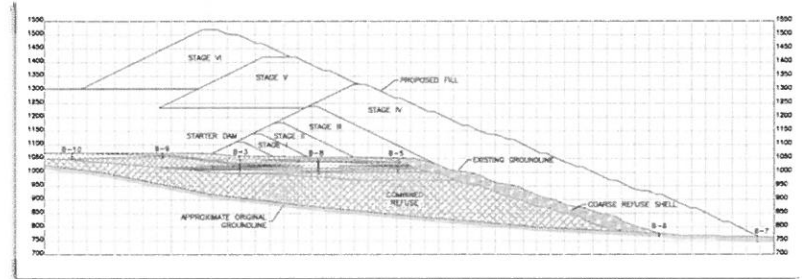 1550 1550
1500 1500
1450 1450
1400 1400
1350 1350
1300 1300
1250 1250
1200 1200
1150 1150
1100 1100
1050 1050
1000 1000
950 950
900 900
850 850
800 800
750 750
700 700
STAGE VI
STAGE V
PROPOSED FILL
STAGE IV
STAGE III
STARTER DAM
STAGE II
STAGE I
B-10
B-9
B-3
B-8
B-5
EXISTING GROUNDLINE
COMBINED
REFUSE
COARSE REFUSE SHELL
APPROXIMATE ORIGINAL
GROUNDLINE
B-7